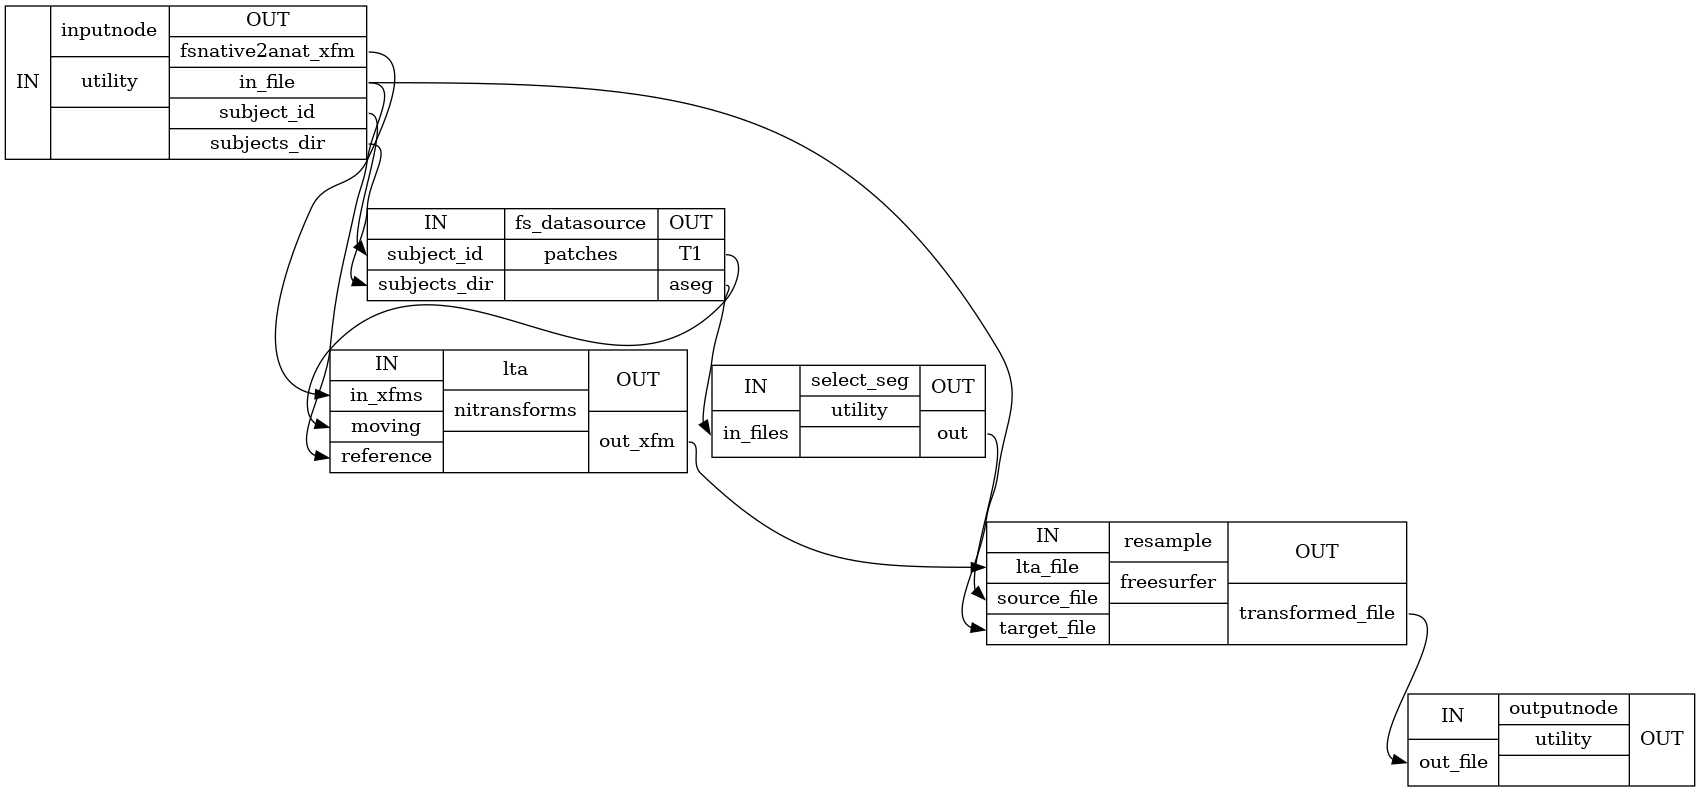 IN
inputnode
utility
OUT
fsnative2anat_xfm
in_file
subject_id
subjects_dir
IN
subject_id
subjects_dir
fs_datasource
patches
OUT
T1
aseg
IN
in_xfms
moving
reference
lta
nitransforms
OUT
out_xfm
IN
in_files
select_seg
utility
OUT
out
IN
lta_file
source_file
target_file
resample
freesurfer
OUT
transformed_file
IN
out_file
outputnode
utility
OUT